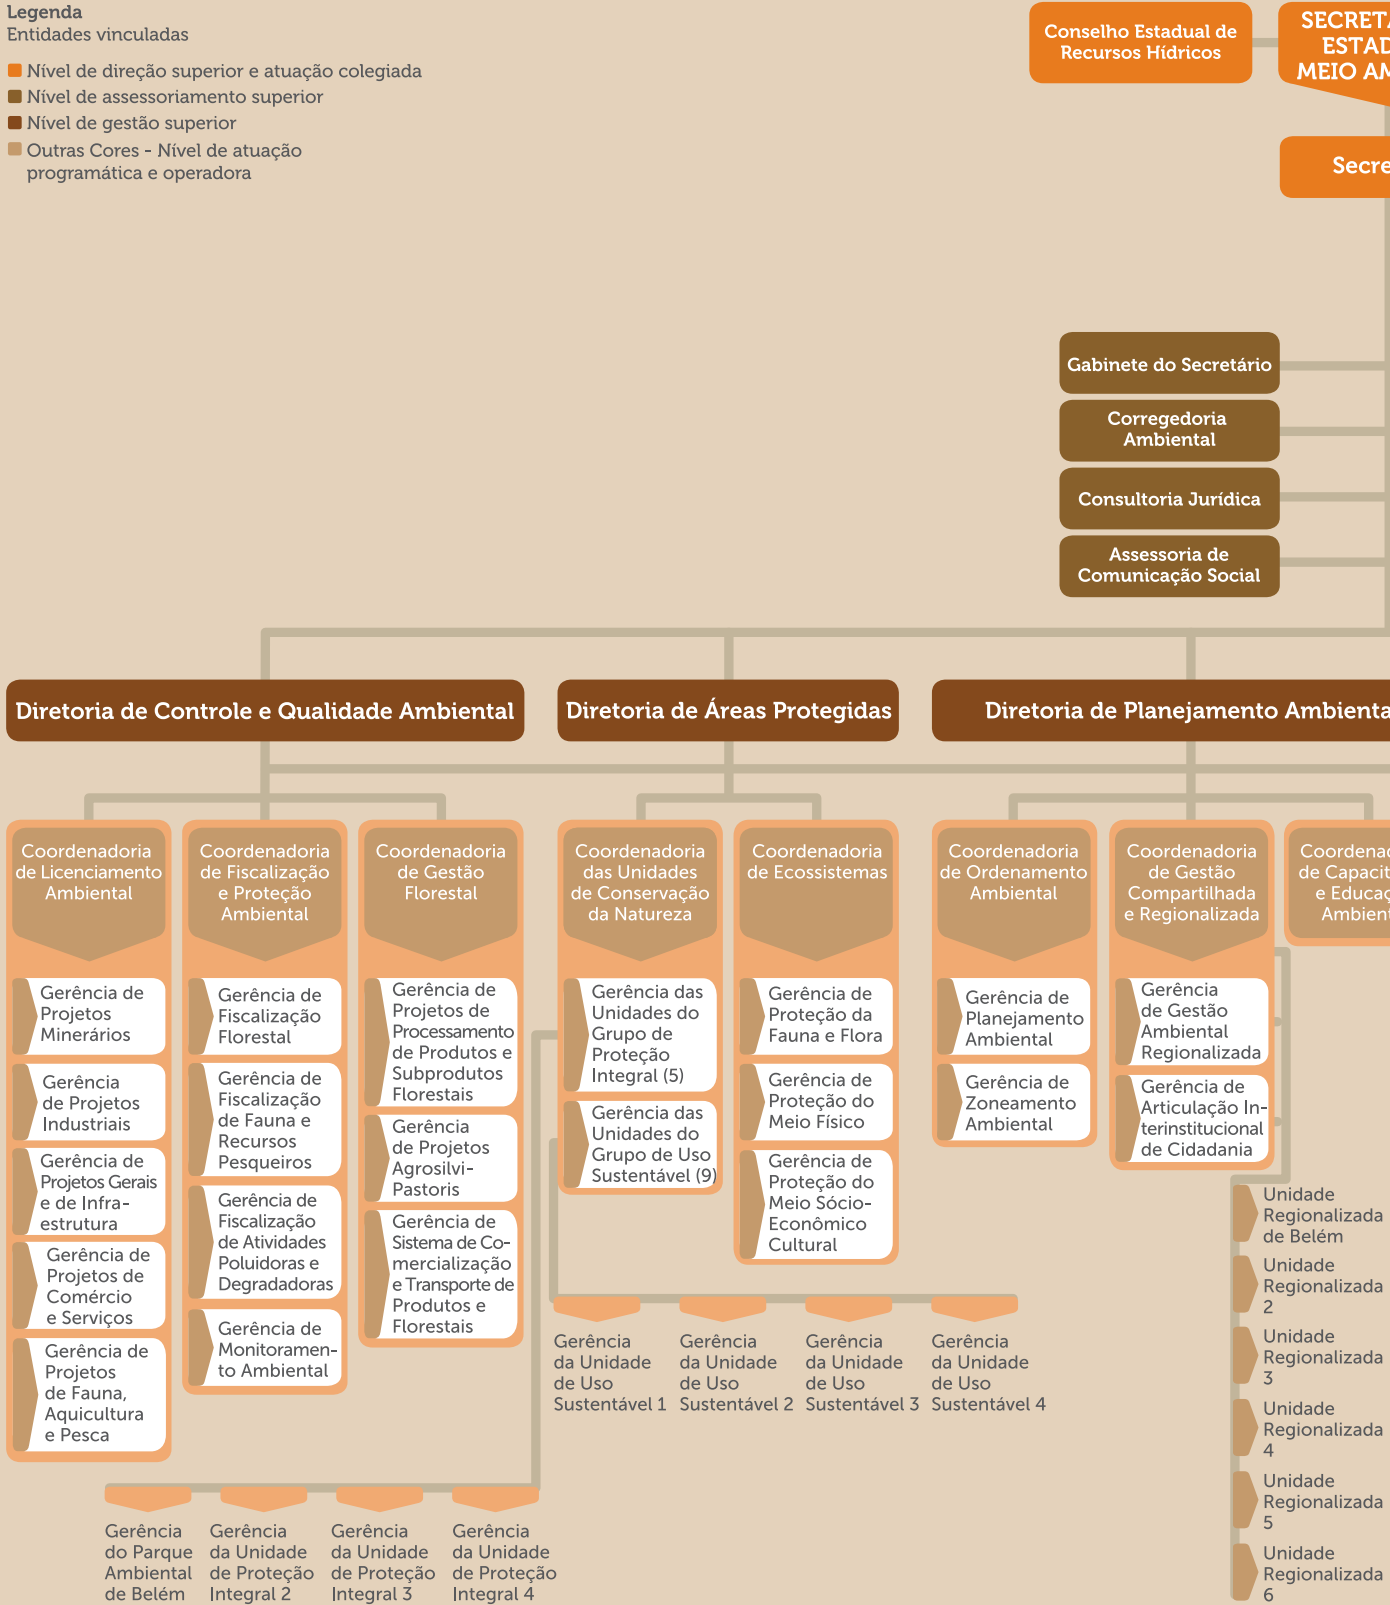 Legenda
Entidades vinculadas
Nível de direção superior e atuação colegiada
Nível de assessoriamento superior
Nível de gestão superior
Outras Cores - Nível de atuação
programática e operadora
Conselho Estadual de
Recursos Hídricos
MEIO
Gabinete do Secretário
Corregedoria
Ambiental
Consultoria Jurídica
Assessoria de
Comunicação Social
Diretoria de Controle e Qualidade Ambiental
Diretoria de Áreas Protegidas
Diretoria de Planejamento
Coordenadoria
de Licenciamento
Ambiental
Gerência de
Projetos
Minerários
Gerência
de Projetos
Industriais
Gerência de
Projetos Gerais
e de Infra-
estrutura
Gerência de
Projetos de
Comércio
e Serviços
Gerência de
Projetos
de Fauna,
Aquicultura
e Pesca
Coordenadoria
de Fiscalização
e Proteção
Ambiental
Gerência de
Fiscalização
Florestal
Gerência de
Fiscalização
de Fauna e
Recursos
Pesqueiros
Gerência de
Fiscalização
de Atividades
Poluidoras e
Degradadoras
Gerência de
Monitoramen-
to Ambiental
Coordenadoria
de Gestão
Florestal
Gerência de
Projetos de
Processamento
de Produtos e
Subprodutos
Florestais
Gerência
de Projetos
Agrosilvi-
Pastoris
Gerência de
Sistema de Co-
mercialização
e Transporte de
Produtos e
Florestais
Coordenadoria
das Unidades
de Conservação
da Natureza
Gerência das
Unidades do
Grupo de
Proteção
Integral (5)
Gerência das
Unidades do
Grupo de Uso
Sustentável (9)
Coordenadoria
de Ecossistemas
Gerência de
Proteção da
Fauna e Flora
Gerência de
Proteção do
Meio Físico
Gerência de
Proteção do
Meio Sócio-
Econômico
Cultural
Coordenadoria
de Ordenamento
Ambiental
Gerência de
Planejamento
Ambiental
Gerência de
Zoneamento
Ambiental
Coordenadoria
de Gestão
Compartilhada
e Regionalizada
Gerência
de Gestão
Ambiental
Regionalizada
Gerência de
Articulação In-
terinstitucional
de Cidadania
de
e
Unidade
Regionalizada
de Belém
Unidade
Regionalizada
2
Unidade
Regionalizada
3
Unidade
Regionalizada
4
Unidade
Regionalizada
5
Unidade
Regionalizada
6
Gerência
da Unidade
de Uso
Sustentável 1
Gerência
da Unidade
de Uso
Sustentável 2
Gerência
da Unidade
de Uso
Sustentável 3
Gerência
da Unidade
de Uso
Sustentável 4
Gerência
do Parque
Ambiental
de Belém
Gerência
da Unidade
de Proteção
Integral 2
Gerência
da Unidade
de Proteção
Integral 3
Gerência
da Unidade
de Proteção
Integral 4